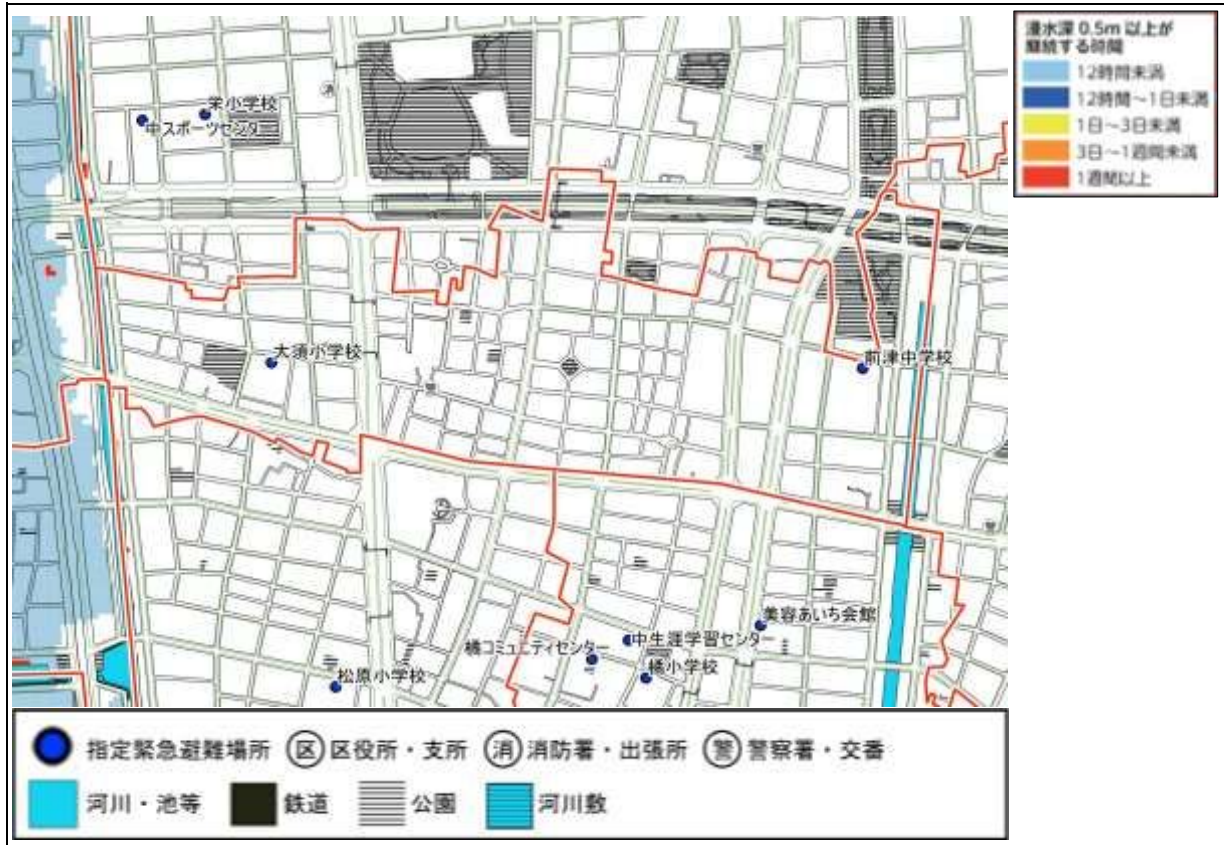 浸水深 0.5m 以上が
継続する時間
12時間未満
12時間～1日未満
1日～3日未満
3日～1週間未満
1週間以上
栄小学校
中スポーツセンター
消
大須小学校
前津中学校
美容あいち会館
中生涯学習センター
橘コミュニティセンター
橘小学校
松原小学校
指定緊急避難場所 区 区役所・支所 消 消防署・出張所 警 警察署・交番
河川・池等 鉄道 公園 河川敷